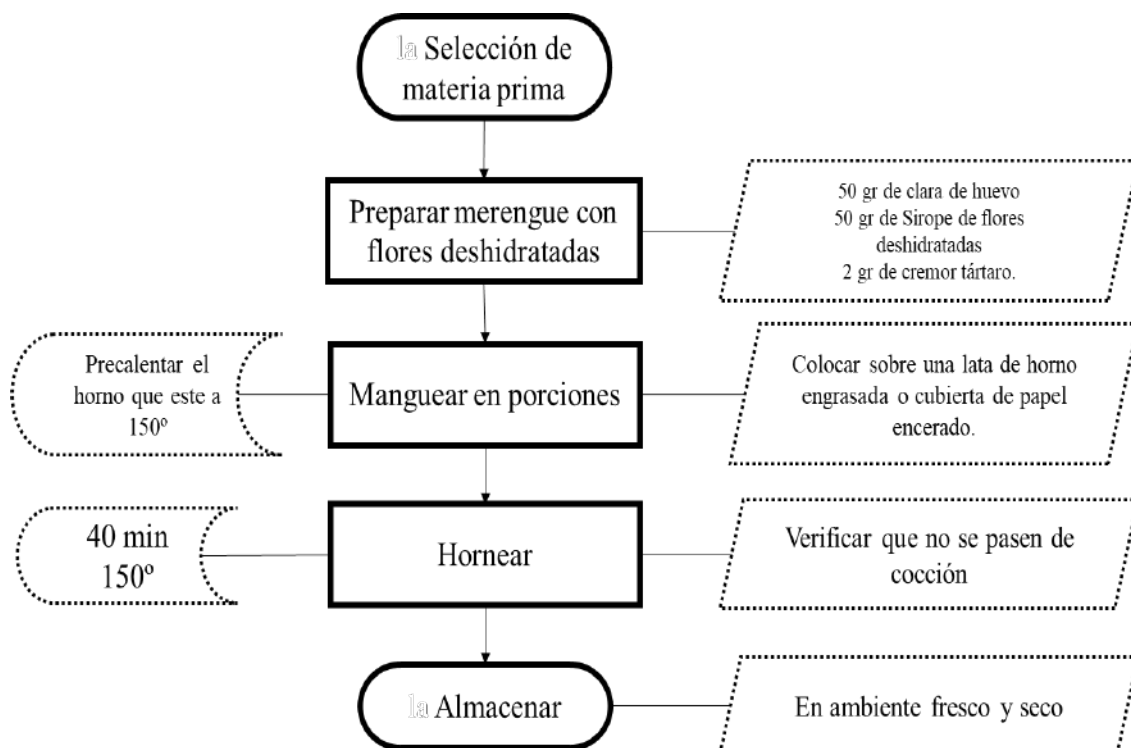 la Selección de
materia prima
Preparar merengue con
flores deshidratadas
50 gr de clara de huevo
50 gr de Sirope de flores
deshidratadas
2 gr de cremor tártaro.
Precalentar el
horno que este a
150º
Manguear en porciones
Colocar sobre una lata de horno
engrasada o cubierta de papel
encerado.
40 min
150º
Hornear
Verificar que no se pasen de
cocción
la Almacenar
En ambiente fresco y seco